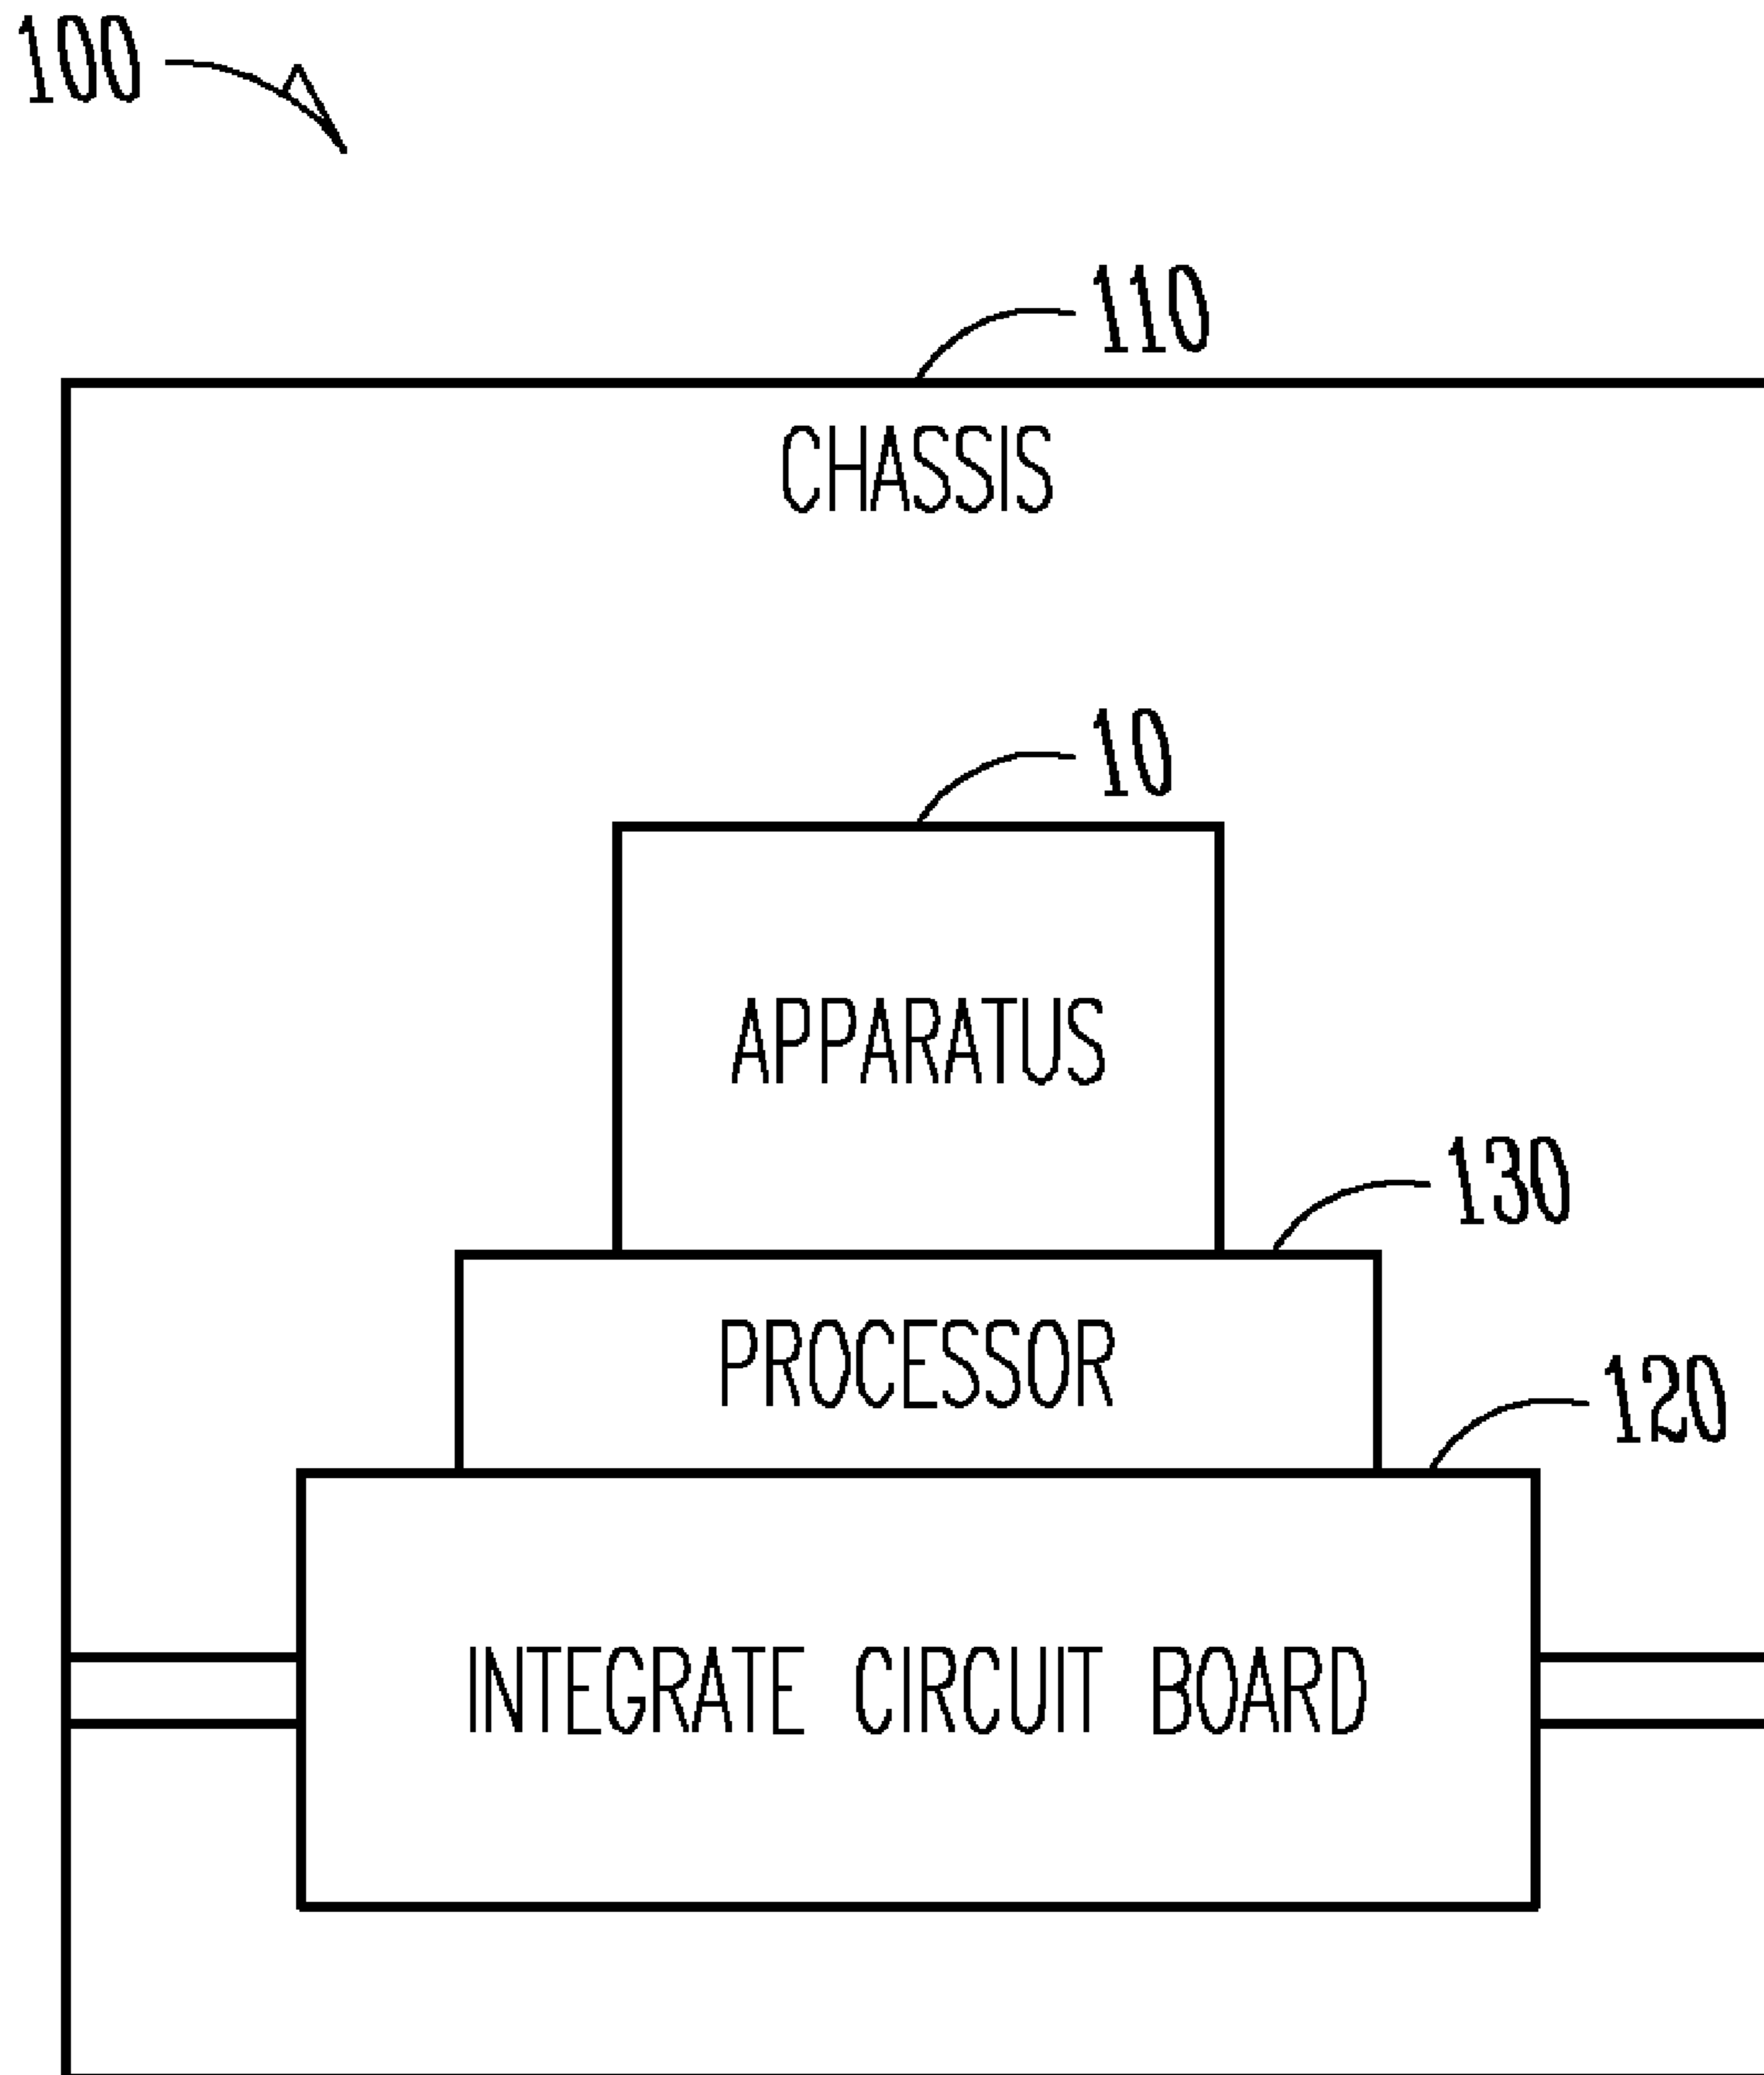 100
110
CHASSIS
10
APPARATUS
130
PROCESSOR
120
INTEGRATE CIRCUIT BOARD